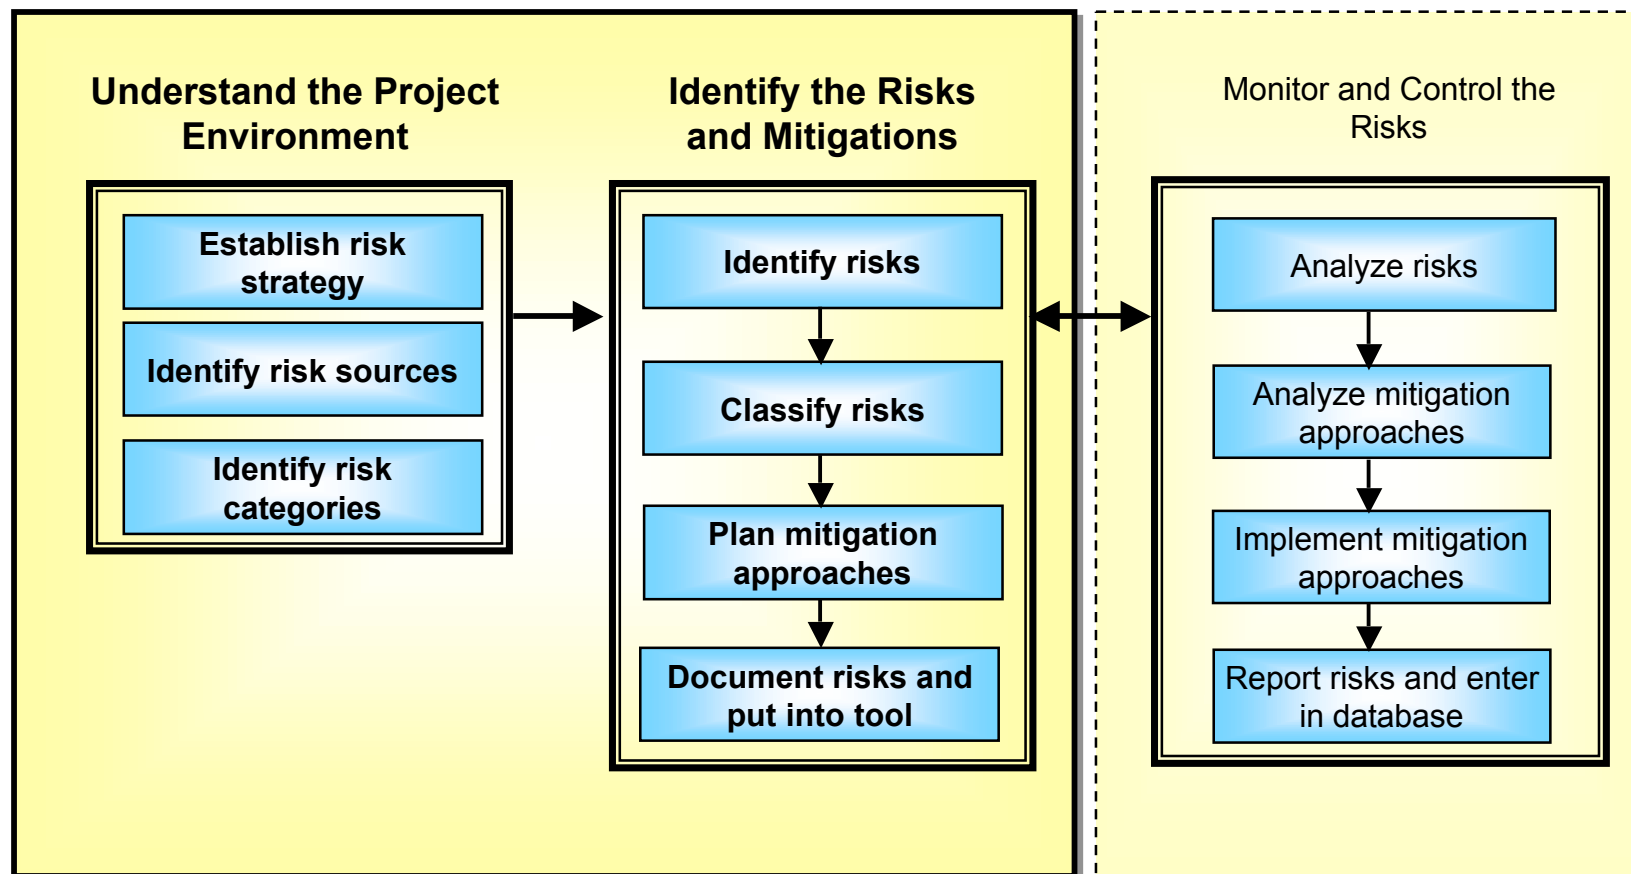 Understand the Project
Environment
Establish risk
strategy
Identify risk sources
Identify risk
categories
Identify the Risks
and Mitigations
Identify risks
Classify risks
Plan mitigation
approaches
Document risks and
put into tool
Monitor and Control the
Risks
Analyze risks
Analyze mitigation
approaches
Implement mitigation
approaches
Report risks and enter
in database